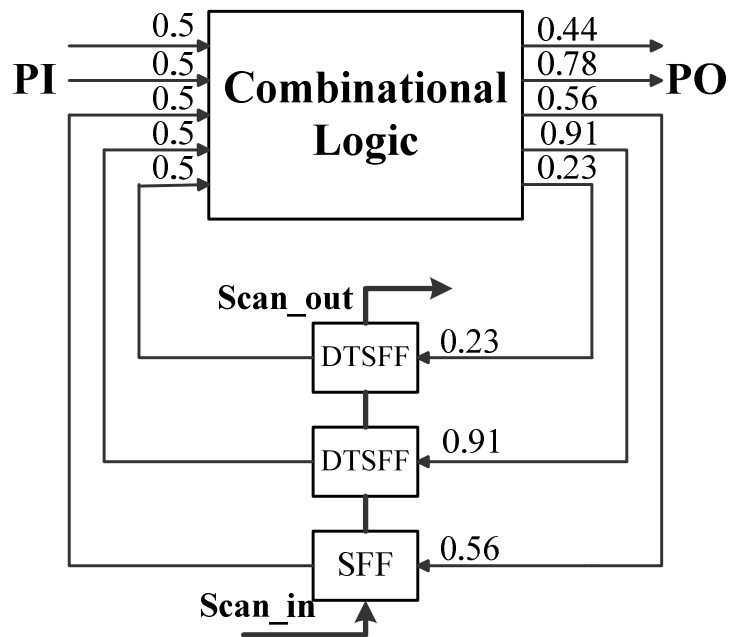 0.5 0.44
0.5 0.78
PI PO
0.5 Combinational 0.56
0.5 Logic 0.91
0.5 0.23
Scan_out
DTSFF 0.23
DTSFF 0.91
SFF 0.56
Scan_in